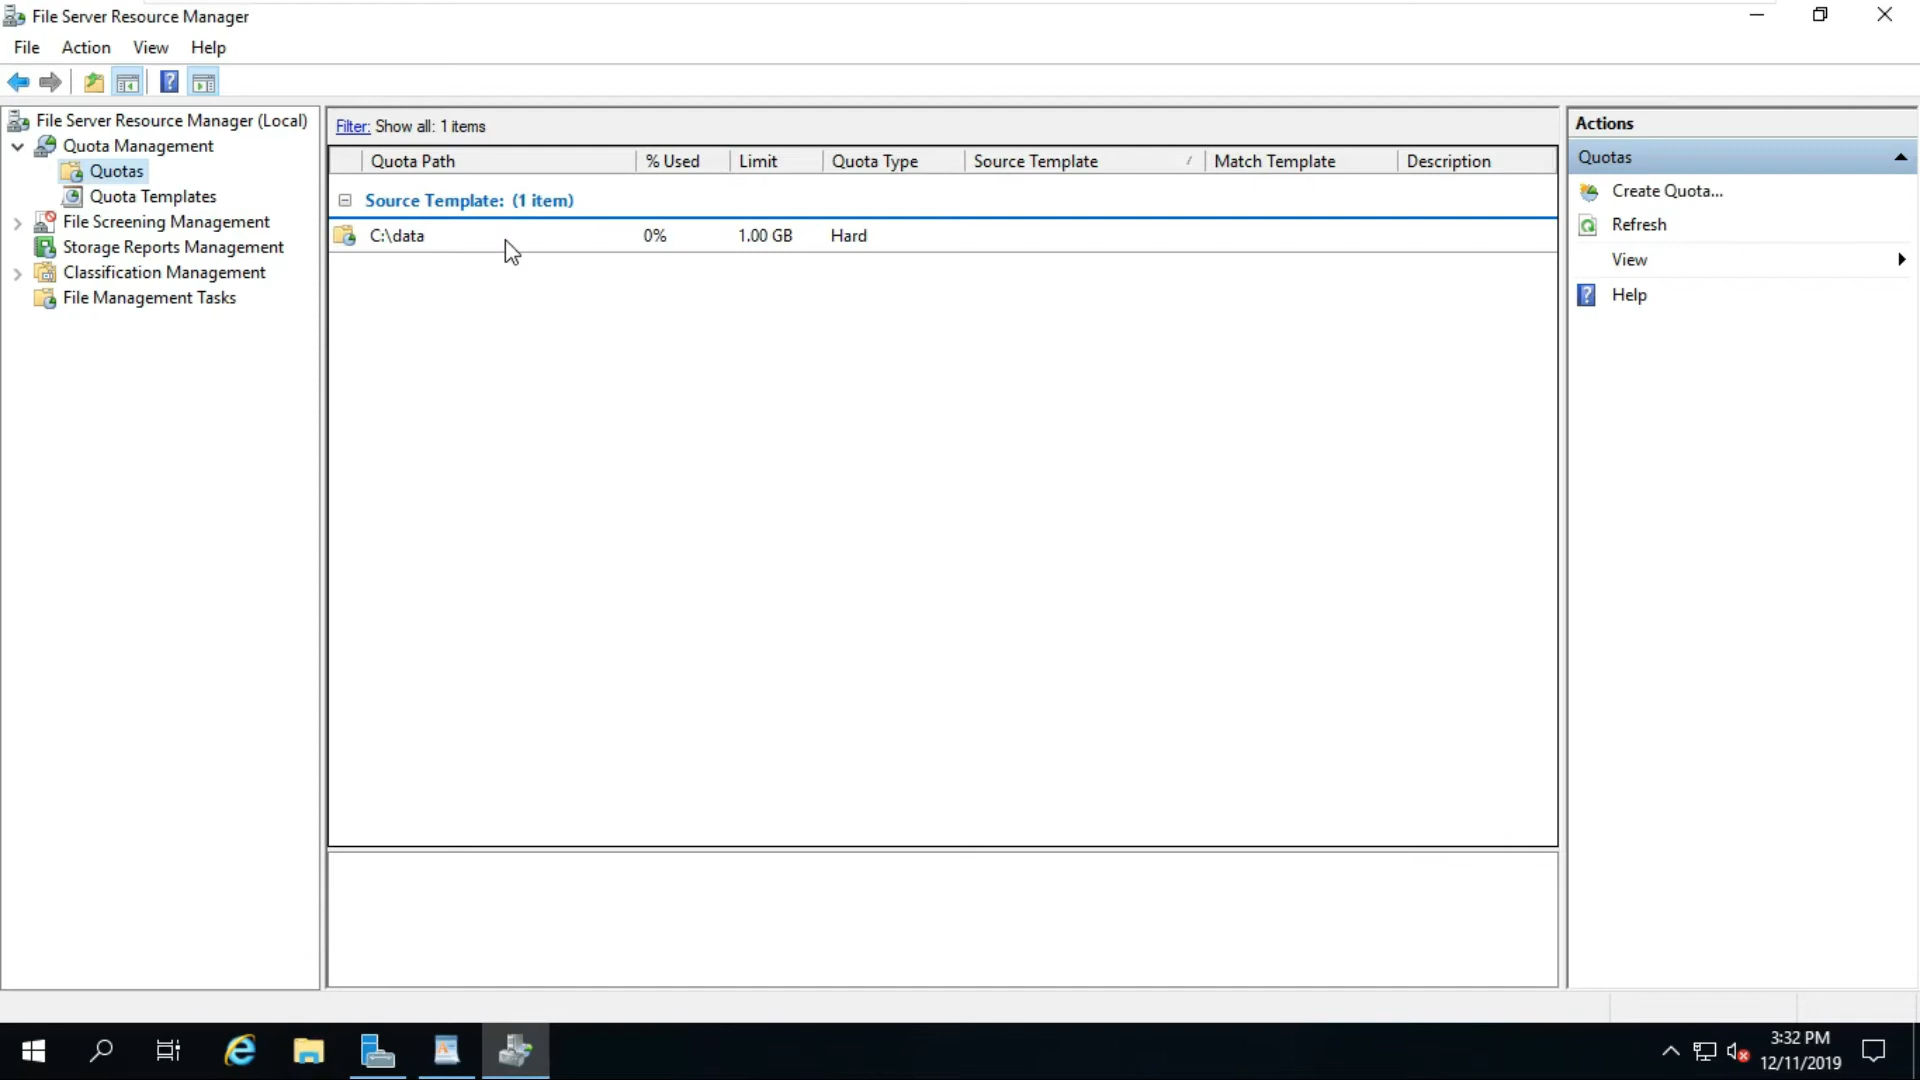 File Server Resource Manager
File Action View Help
File Server Resource Manager (Local)
Quota Management
Quotas
Quota Templates
File Screening Management
Storage Reports Management
Classification Management
File Management Tasks
Filter: Show all: 1 items
Quota Path % Used Limit Quota Type Source Template Match Template Description
Source Template: (1 item)
C:\data 0% 1.00 GB Hard
Actions
Quotas
Create Quota...
Refresh
View
Help
3:32 PM
12/11/2019